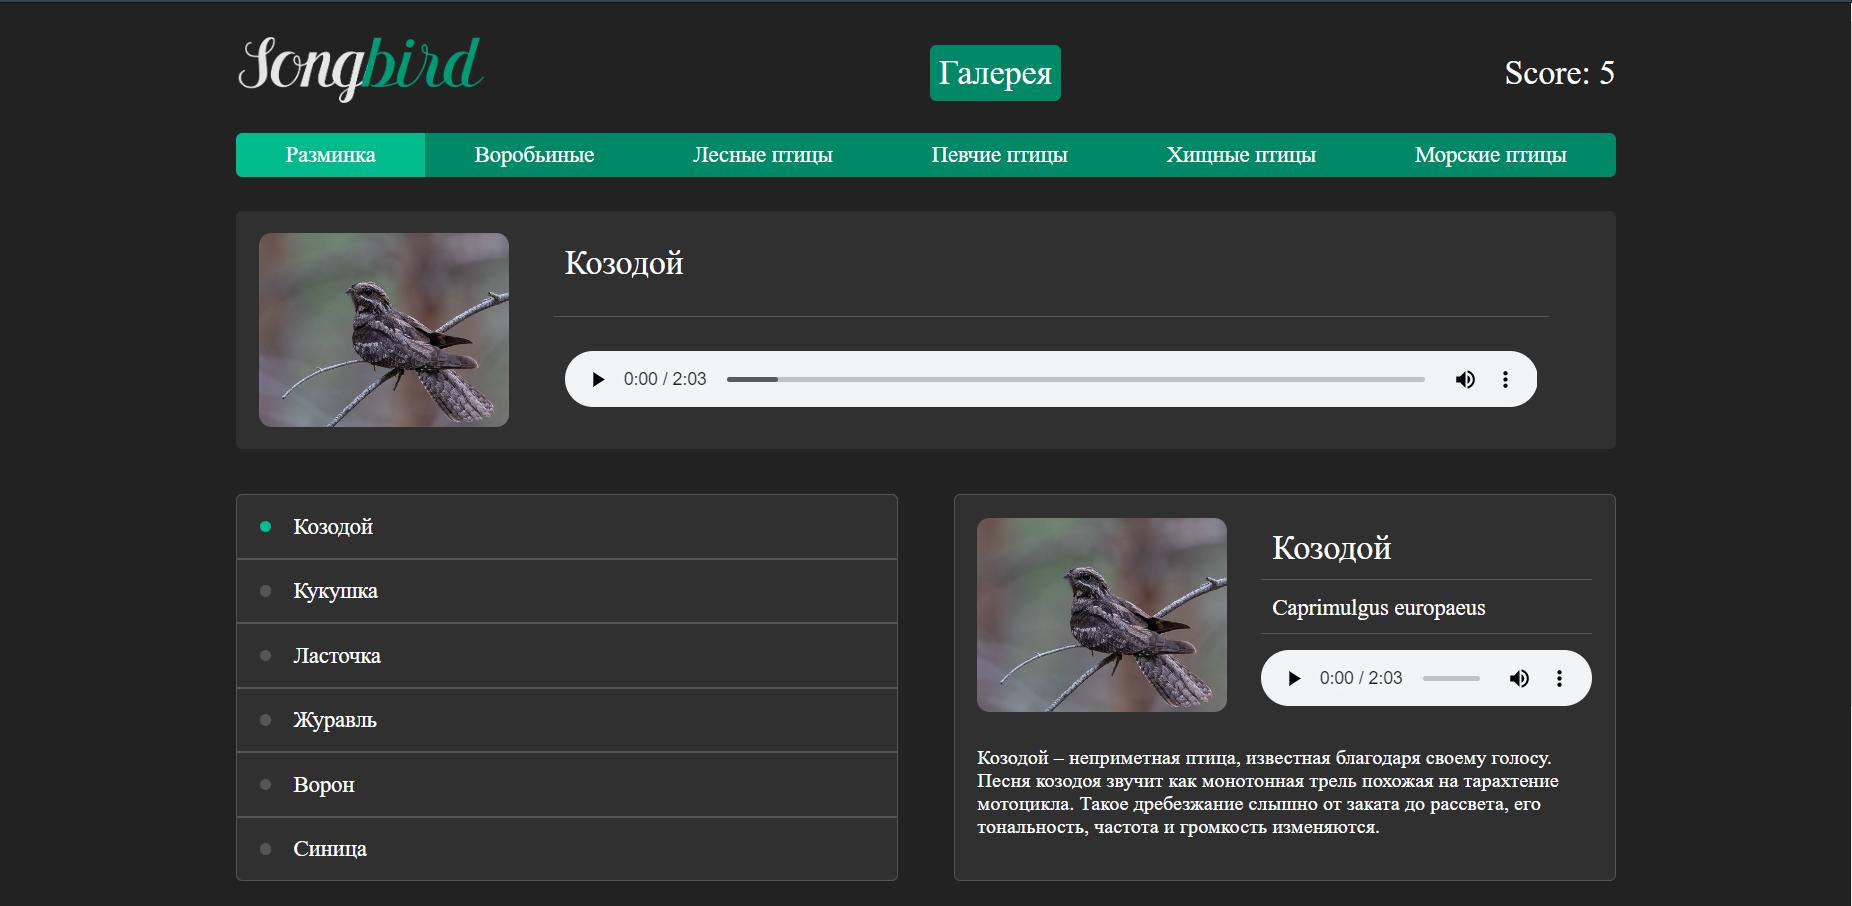 Songbird
Галерея
Score: 5
Разминка
Воробьиные
Лесные птицы
Певчие птицы
Хищные птицы
Морские птицы
Козодой
0:00 / 2:03
Козодой
Кукушка
Ласточка
Журавль
Ворон
Синица
Козодой
Caprimulgus europaeus
0:00 / 2:03
Козодой – неприметная птица, известная благодаря своему голосу.
Песня козодоя звучит как монотонная трель похожая на тарахтение
мотоцикла. Такое дребезжание слышно от заката до рассвета, его
тональность, частота и громкость изменяются.